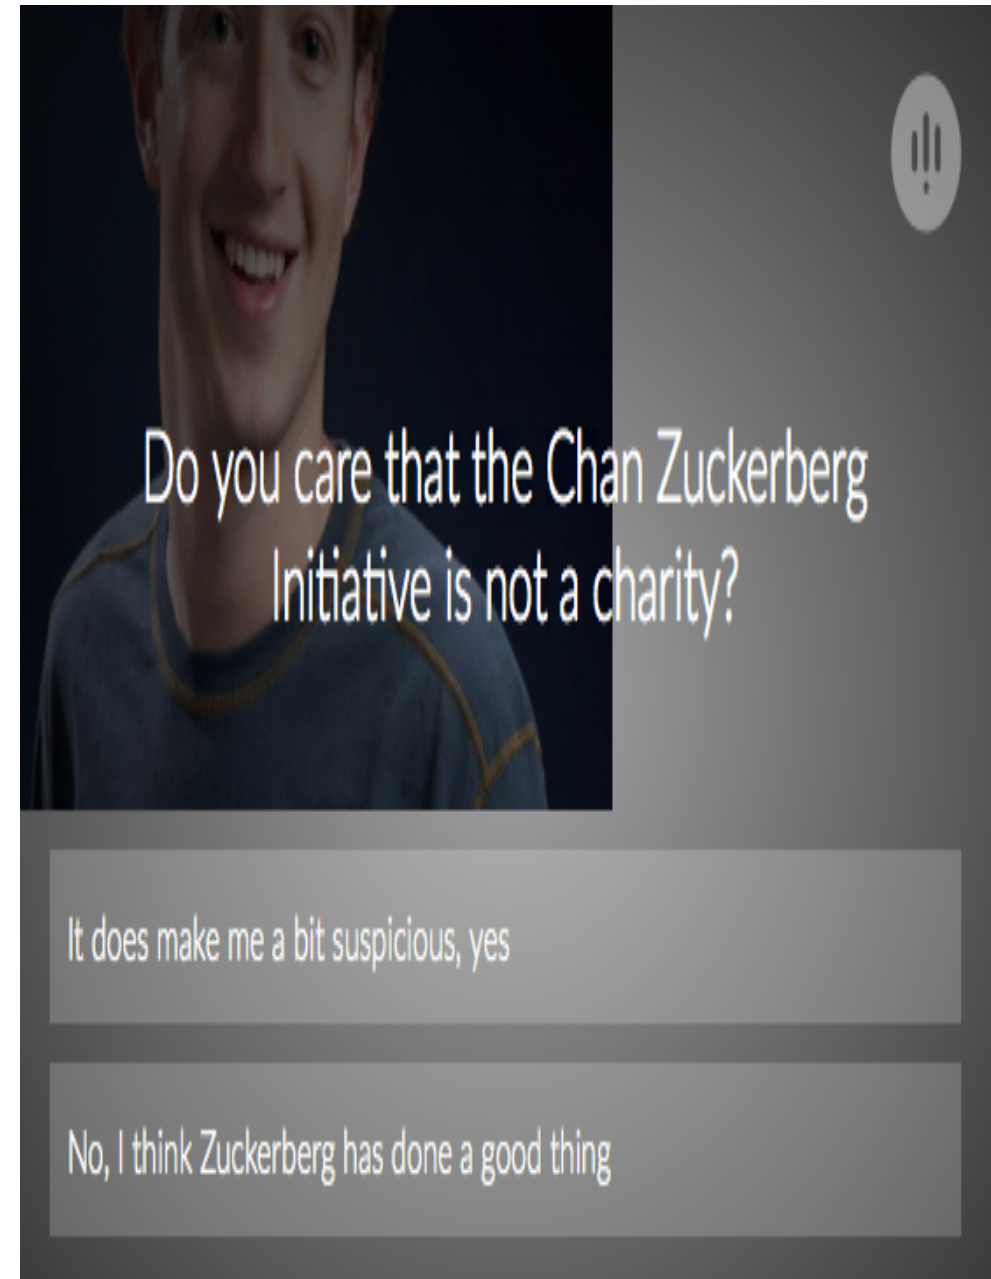 Do you care that the Chan Zuckerberg
Initiative is not a charity?
It does make me a bit suspicious, yes
No, I think Zuckerberg has done a good thing